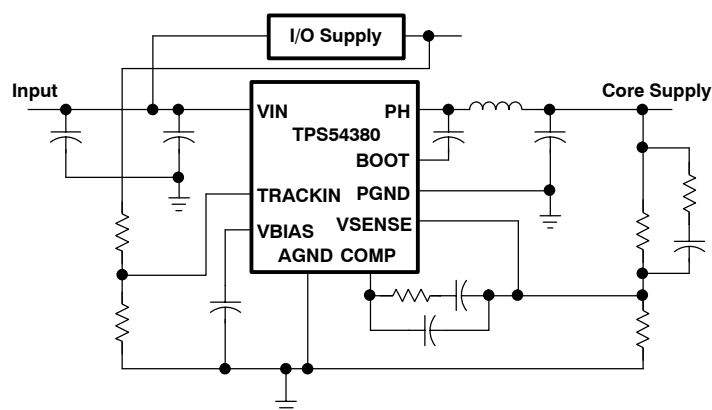 I/O Supply
Input
Core Supply
VIN
PH
TPS54380
BOOT
TRACKIN
PGND
VSENSE
VBIAS
AGND COMP